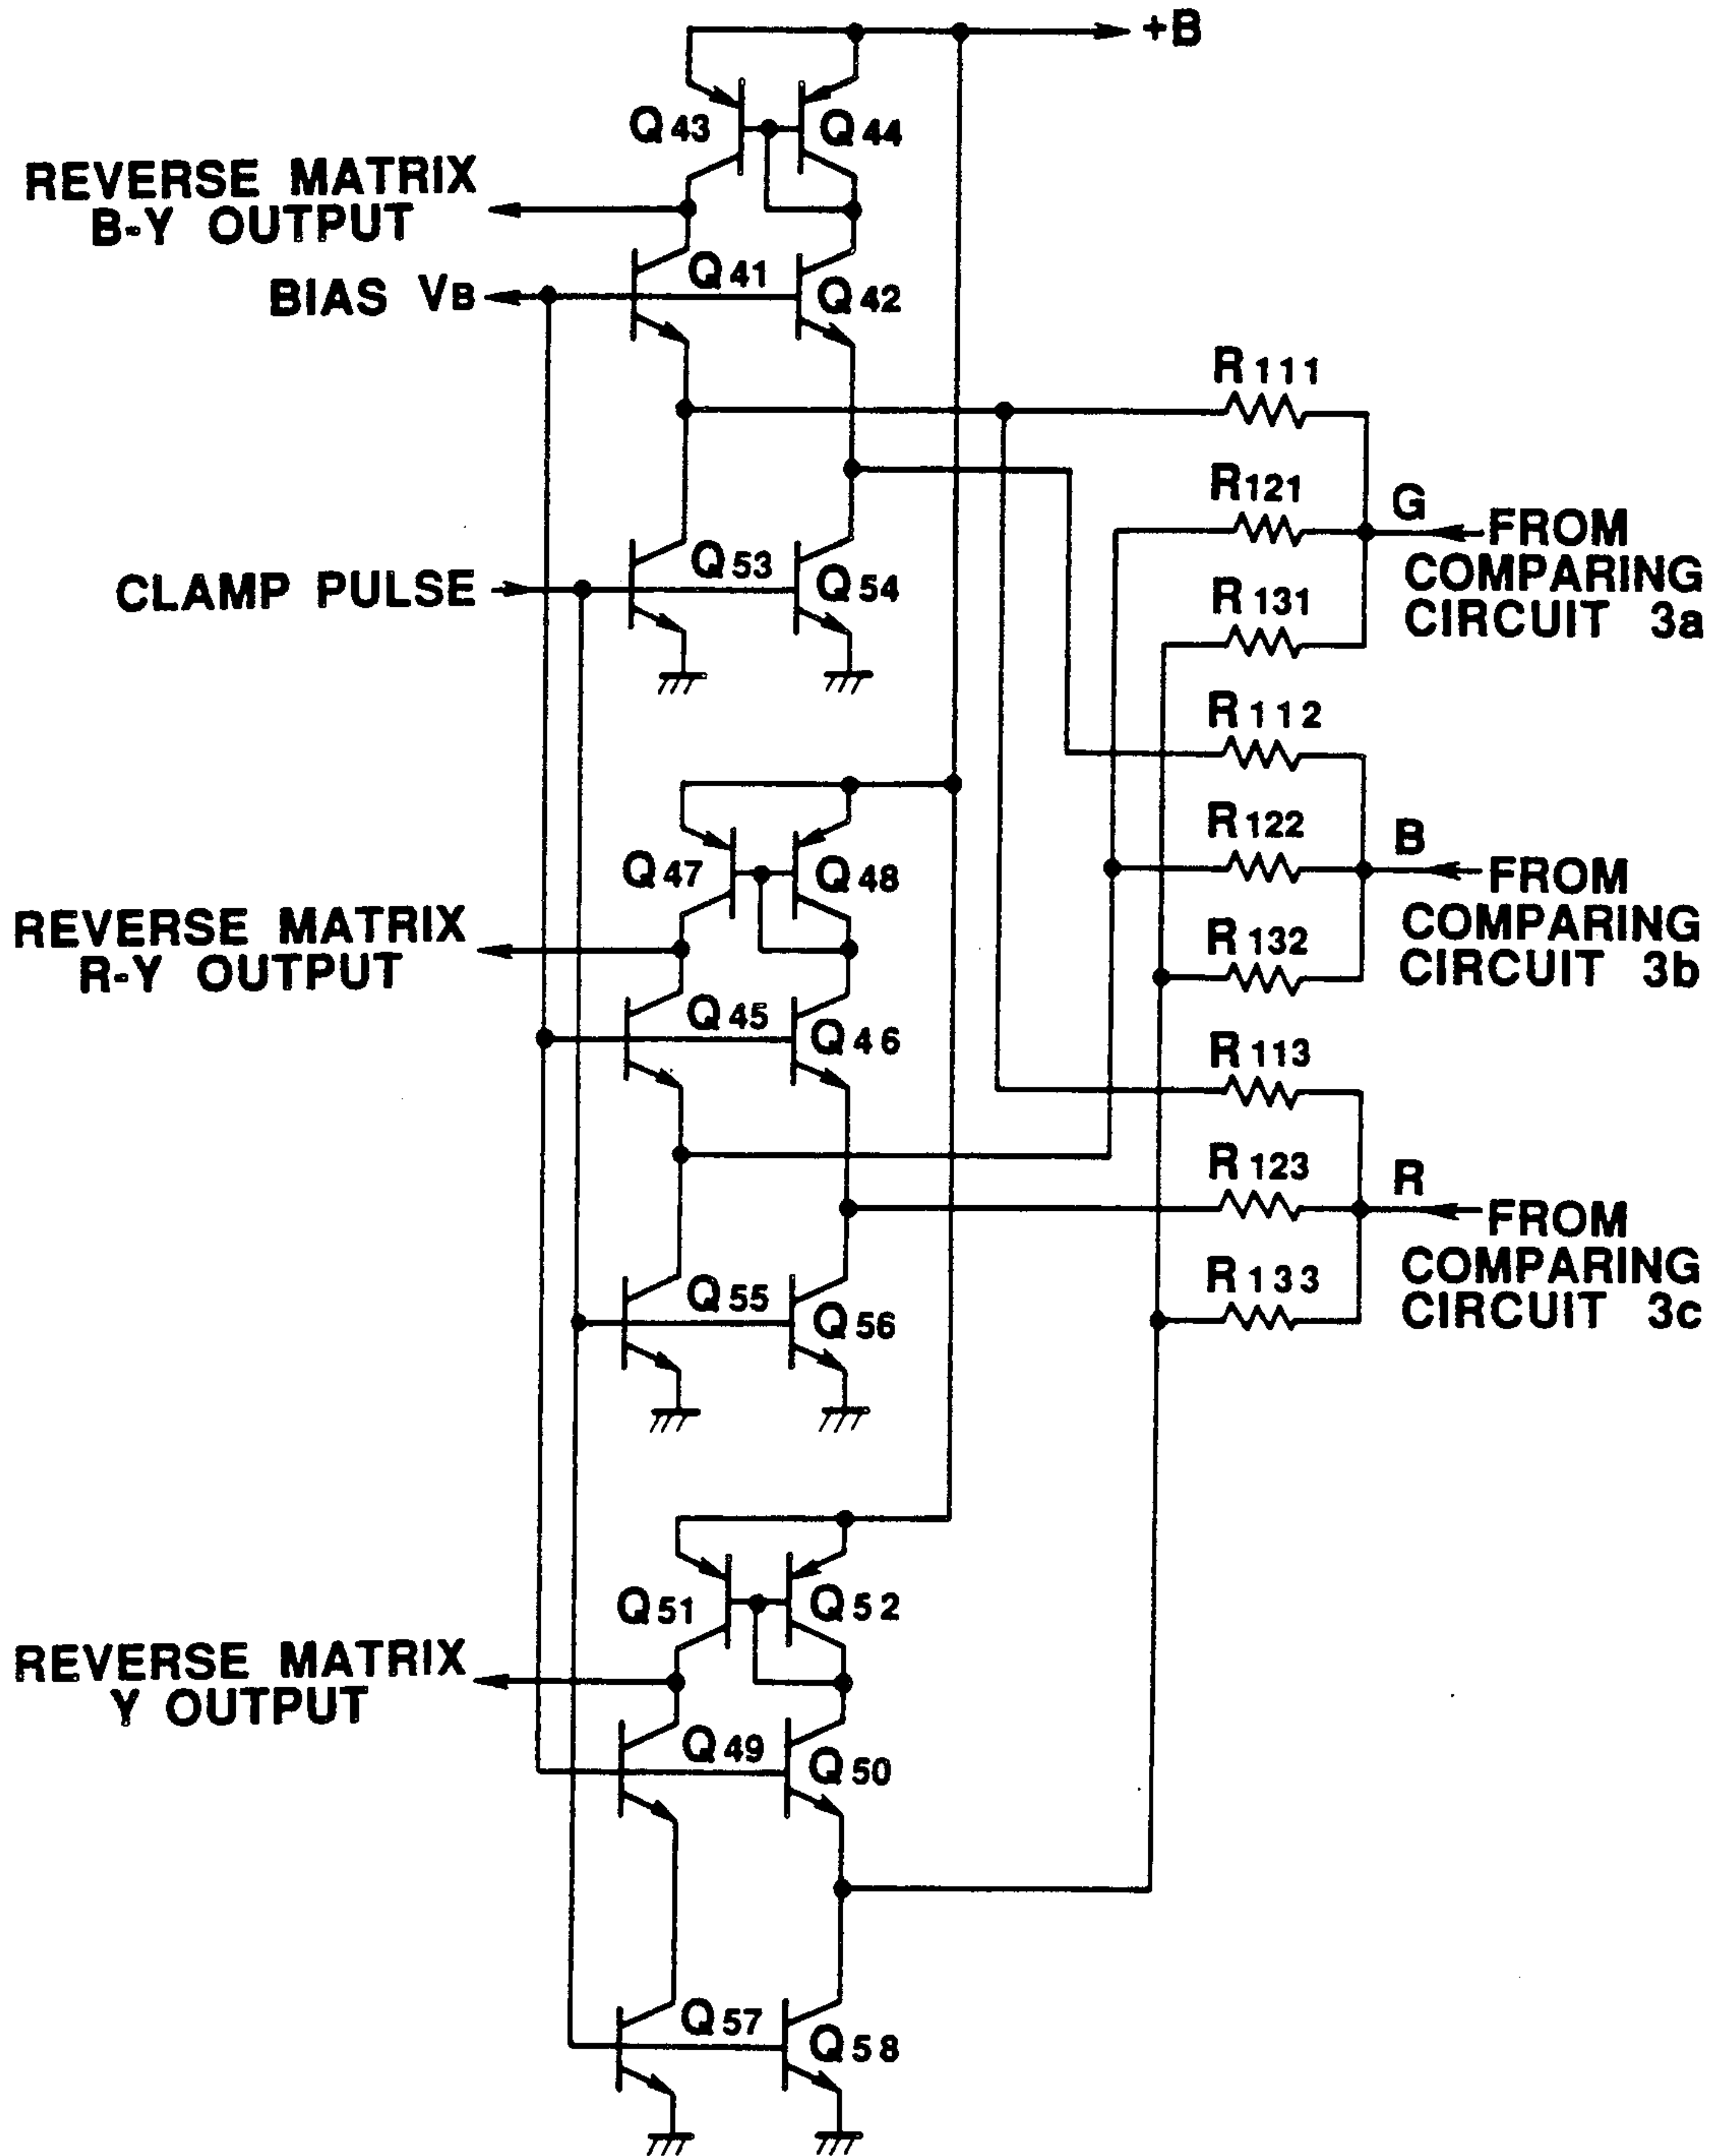 +B
Q43
Q44
REVERSE MATRIX
B-Y OUTPUT
Q41
Q42
BIAS VB
R111
R121
G
FROM
COMPARING
CIRCUIT 3a
Q53
Q54
CLAMP PULSE
R131
R112
R122
B
FROM
COMPARING
CIRCUIT 3b
Q47
Q48
REVERSE MATRIX
R-Y OUTPUT
R132
Q45
Q46
R113
R123
R
FROM
COMPARING
CIRCUIT 3c
Q55
Q56
R133
Q51
Q52
REVERSE MATRIX
Y OUTPUT
Q49
Q50
Q57
Q58